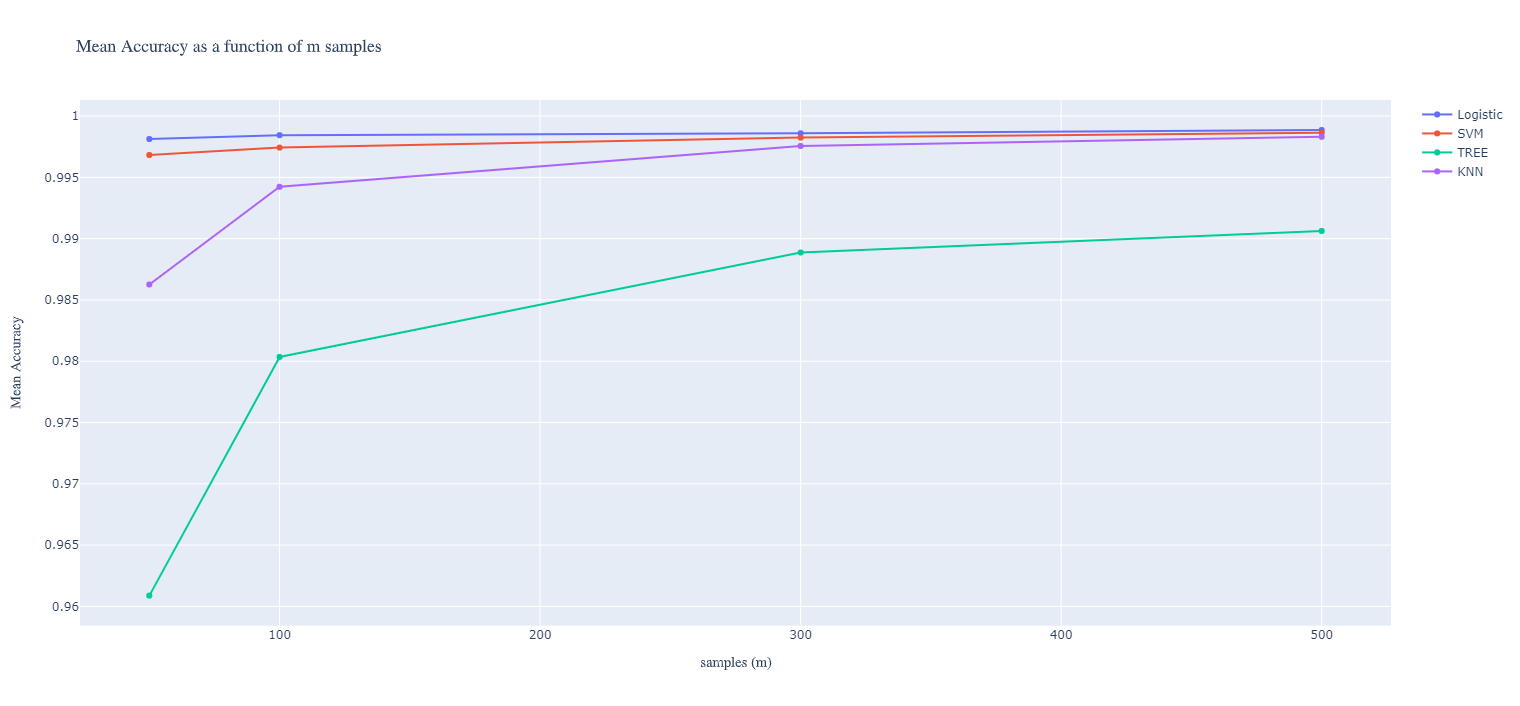 Mean Accuracy as a function of m samples
1
0.995
0.99
0.985
0.98
0.975
0.97
0.965
0.96
Mean Accuracy
100 200 300 400 500
samples (m)
Logistic
SVM
TREE
KNN